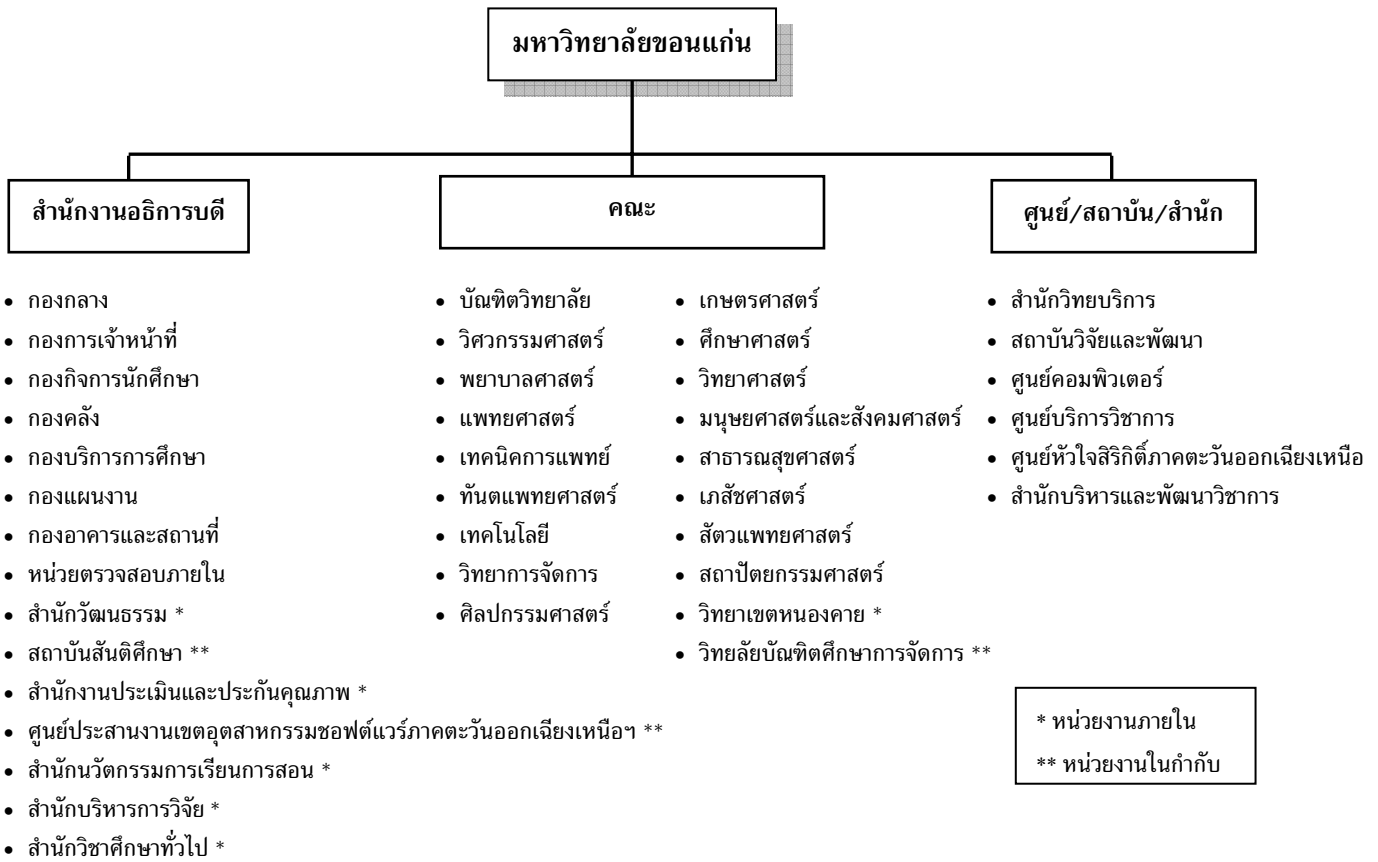 มหาวิทยาลัยขอนแก่น
สำนักงานอธิการบดี
• กองกลาง
• กองการเจ้าหน้าที่
• กองกิจการนักศึกษา
• กองคลัง
• กองบริการการศึกษา
• กองแผนงาน
• กองอาคารและสถานที่
• หน่วยตรวจสอบภายใน
• สำนักวัฒนธรรม *
• สถาบันสันติศึกษา **
• สำนักงานประเมินและประกันคุณภาพ *
• ศูนย์ประสานงานเขตอุตสาหกรรมซอฟต์แวร์ภาคตะวันออกเฉียงเหนือฯ **
• สำนักนวัตกรรมการเรียนการสอน *
• สำนักบริหารการวิจัย *
• สำนักวิชาศึกษาทั่วไป *
คณะ
• บัณฑิตวิทยาลัย
• วิศวกรรมศาสตร์
• พยาบาลศาสตร์
• แพทยศาสตร์
• เทคนิคการแพทย์
• ทันตแพทยศาสตร์
• เทคโนโลยี
• วิทยาการจัดการ
• ศิลปกรรมศาสตร์
• เกษตรศาสตร์
• ศึกษาศาสตร์
• วิทยาศาสตร์
• มนุษยศาสตร์และสังคมศาสตร์
• สาธารณสุขศาสตร์
• เภสัชศาสตร์
• สัตวแพทยศาสตร์
• สถาปัตยกรรมศาสตร์
• วิทยาเขตหนองคาย *
• วิทยลัยบัณฑิตศึกษาการจัดการ **
ศูนย์/สถาบัน/สำนัก
• สำนักวิทยบริการ
• สถาบันวิจัยและพัฒนา
• ศูนย์คอมพิวเตอร์
• ศูนย์บริการวิชาการ
• ศูนย์หัวใจสิริกิติ์ภาคตะวันออกเฉียงเหนือ
• สำนักบริหารและพัฒนาวิชาการ
* หน่วยงานภายใน
** หน่วยงานในกำกับ